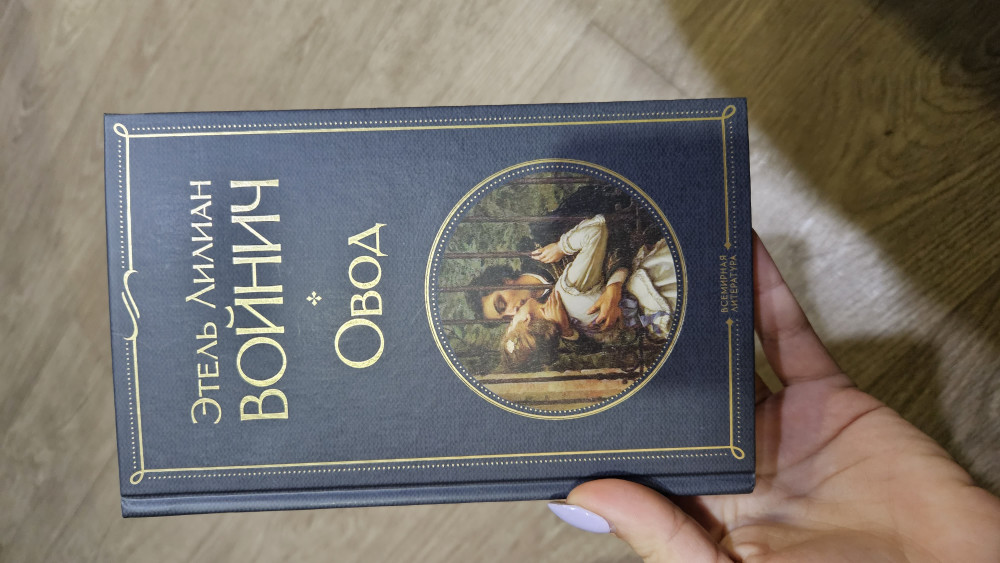 Этель Лилиан
ВОЙНИЧ
Овод
ВСЕМИРНАЯ
ЛИТЕРАТУРА